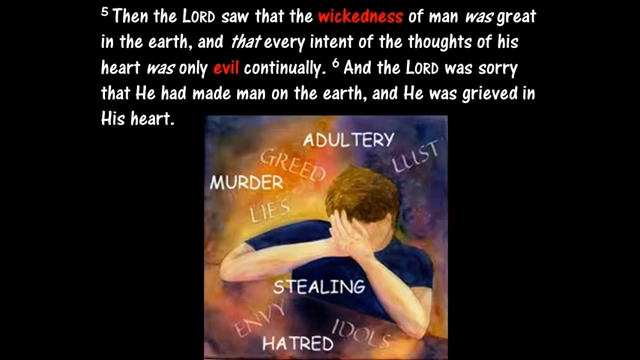 ⁵ Then the LORD saw that the wickedness of man was great
in the earth, and that every intent of the thoughts of his
heart was only evil continually. ⁶ And the LORD was sorry
that He had made man on the earth, and He was grieved in
His heart.
ADULTERY
GREED
LUST
MURDER
LIES
STEALING
ENVY
IDOLS
HATRED